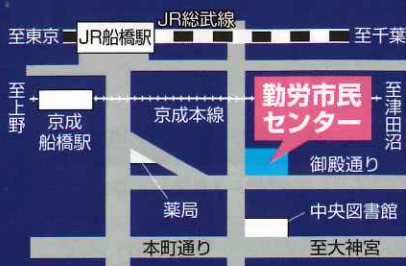 JR総武線
至東京
JR船橋駅
至千葉
至上野
京成
船橋駅
京成本線
勤労市民
センター
至津田沼
御殿通り
薬局
中央図書館
本町通り
至大神宮